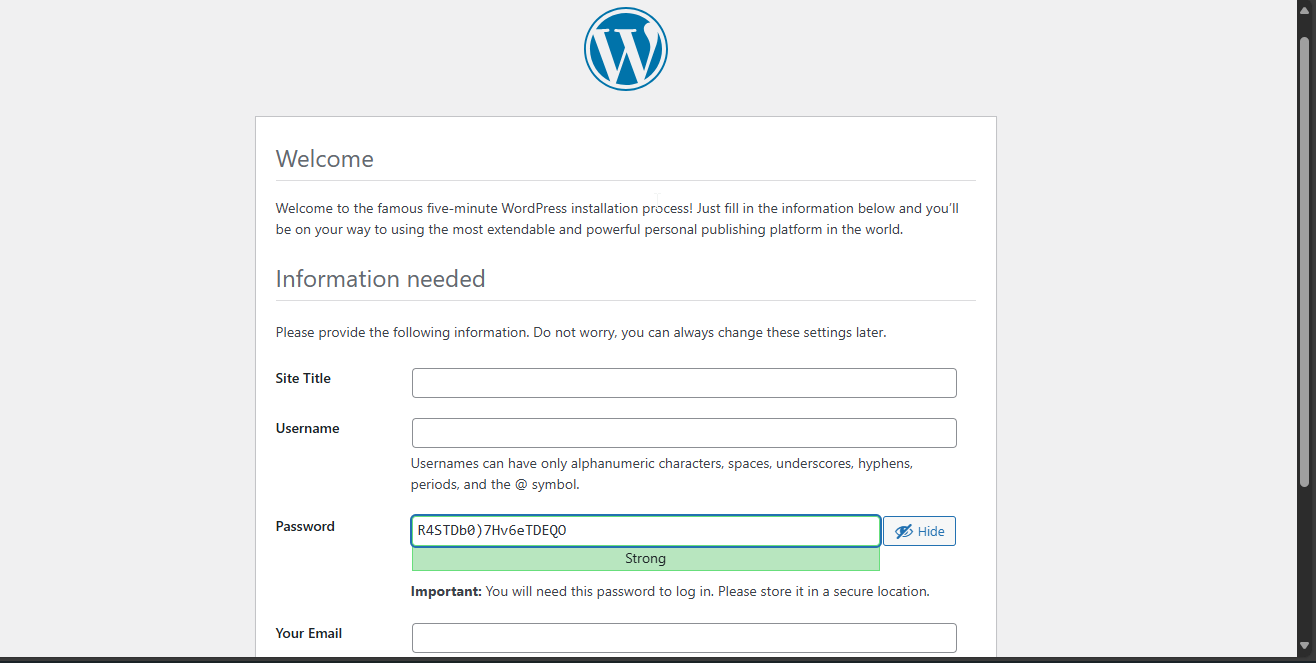 Welcome
Welcome to the famous five-minute WordPress installation process! Just fill in the information below and you'll
be on your way to using the most extendable and powerful personal publishing platform in the world.
Information needed
Please provide the following information. Do not worry, you can always change these settings later.
Site Title
Username
Usernames can have only alphanumeric characters, spaces, underscores, hyphens,
periods, and the @ symbol.
Password
R4STDb0)7Hv6eTDEQO
Hide
Strong
Important: You will need this password to log in. Please store it in a secure location.
Your Email